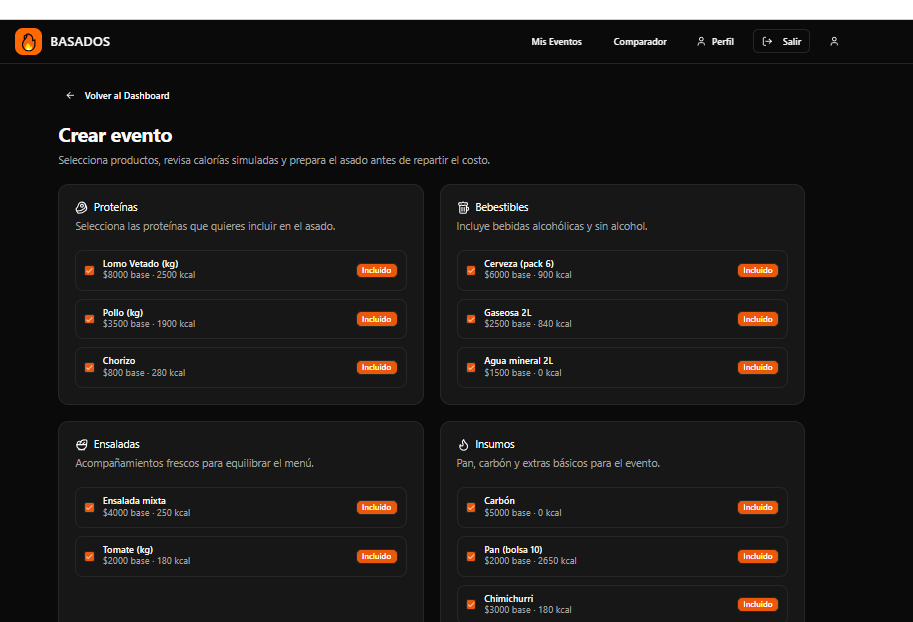 BASADOS
Mis Eventos Comparador Perfil Salir
Volver al Dashboard
Crear evento
Selecciona productos, revisa calorías simuladas y prepara el asado antes de repartir el costo.
Proteínas
Selecciona las proteínas que quieres incluir en el asado.
Lomo Vetado (kg)
$8000 base · 2500 kcal
Incluido
Pollo (kg)
$3500 base · 1900 kcal
Incluido
Chorizo
$800 base · 280 kcal
Incluido
Bebestibles
Incluye bebidas alcohólicas y sin alcohol.
Cerveza (pack 6)
$6000 base · 900 kcal
Incluido
Gaseosa 2L
$2500 base · 840 kcal
Incluido
Agua mineral 2L
$1500 base · 0 kcal
Incluido
Ensaladas
Acompañamientos frescos para equilibrar el menú.
Ensalada mixta
$4000 base · 250 kcal
Incluido
Tomate (kg)
$2000 base · 180 kcal
Incluido
Insumos
Pan, carbón y extras básicos para el evento.
Carbón
$5000 base · 0 kcal
Incluido
Pan (bolsa 10)
$2000 base · 2650 kcal
Incluido
Chimichurri
$3000 base · 180 kcal
Incluido